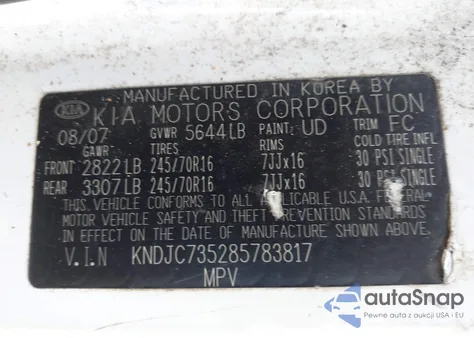 MANUFACTURED IN KOREA BY
KIA KIA MOTORS CORPORATION
08/07 GVWR 5644LB PAINT: UD TRIM FC
GAWR TIRES RIMS COLD TIRE INFL
FRONT 2822LB 245/70R16 7JJx16 30 PSI SINGLE
REAR 3307LB 245/70R16 7JJx16 30 PSI SINGLE
THIS VEHICLE CONFORMS TO ALL APPLICABLE U.S.A. FEDERAL
MOTOR VEHICLE SAFETY AND THEFT PREVENTION STANDARDS
IN EFFECT ON THE DATE OF MANUFACTURE SHOWN ABOVE.
V.I.N KNDJC735285783817
MPV
autoSnap
Pewne auta z aukcji USA i EU